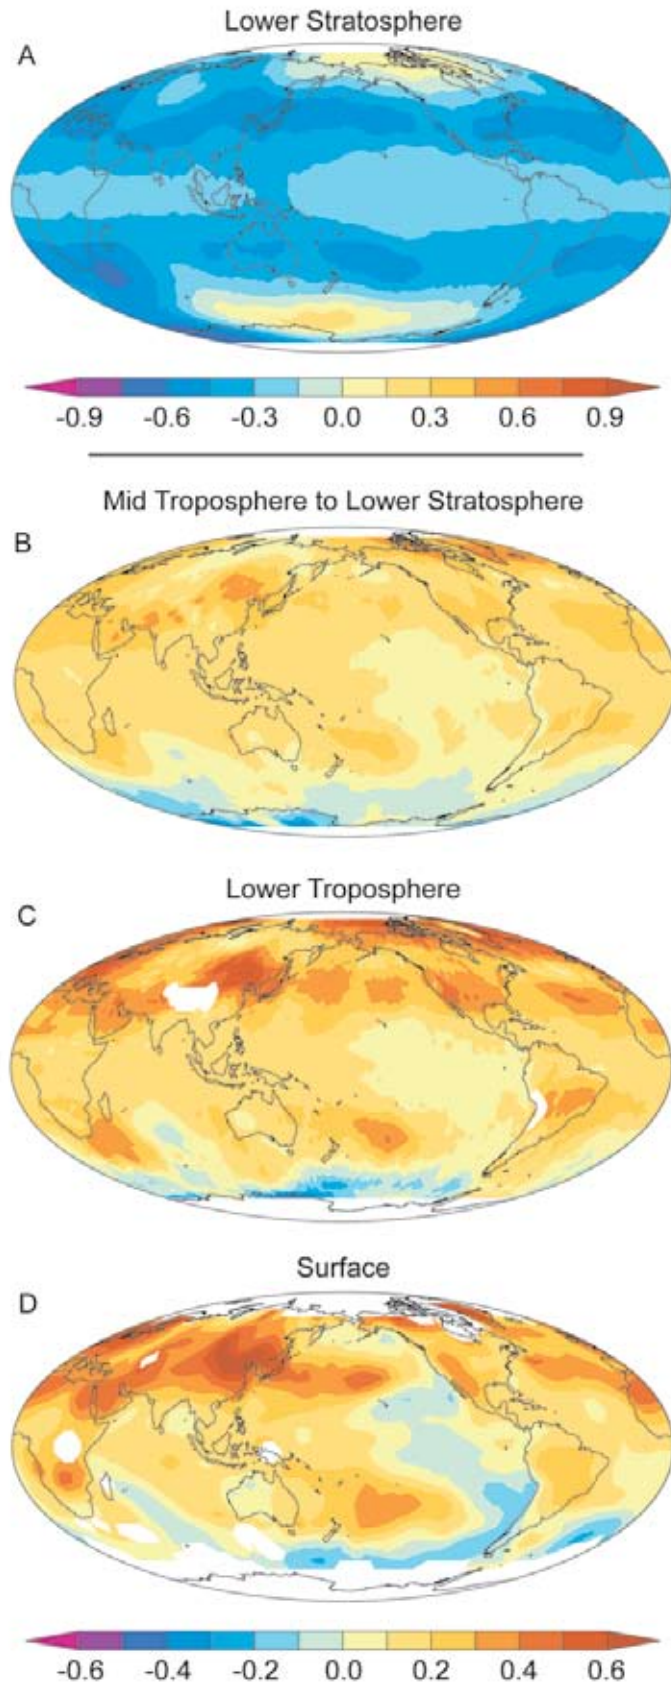 Lower Stratosphere
A
-0.9 -0.6 -0.3 0.0 0.3 0.6 0.9
Mid Troposphere to Lower Stratosphere
B
Lower Troposphere
C
Surface
D
-0.6 -0.4 -0.2 0.0 0.2 0.4 0.6